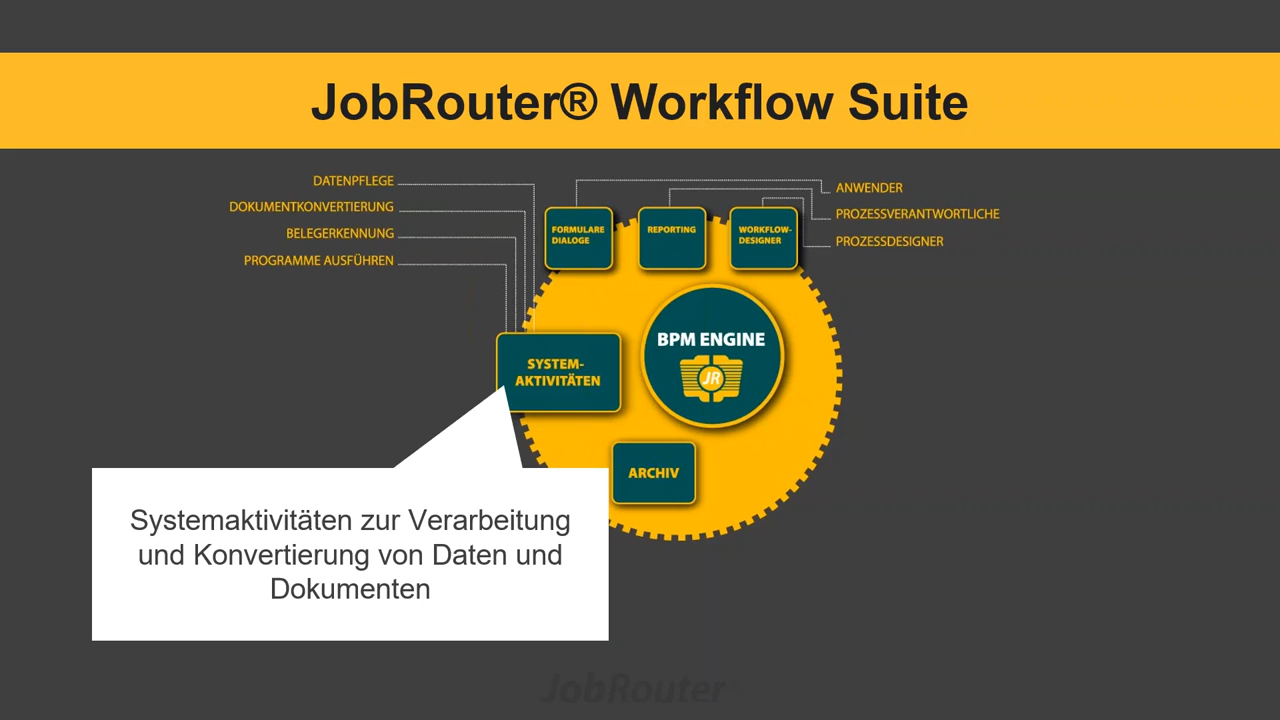 JobRouter® Workflow Suite
DATENPFLEGE
DOKUMENTKONVERTIERUNG
BELEGERKENNUNG
PROGRAMME AUSFÜHREN
ANWENDER
PROZESSVERANTWORTLICHE
PROZESSDESIGNER
FORMULARE
DIALOGE
REPORTING
WORKFLOW-
DESIGNER
BPM ENGINE
JR
SYSTEM-
AKTIVITÄTEN
ARCHIV
Systemaktivitäten zur Verarbeitung
und Konvertierung von Daten und
Dokumenten
JobRouter